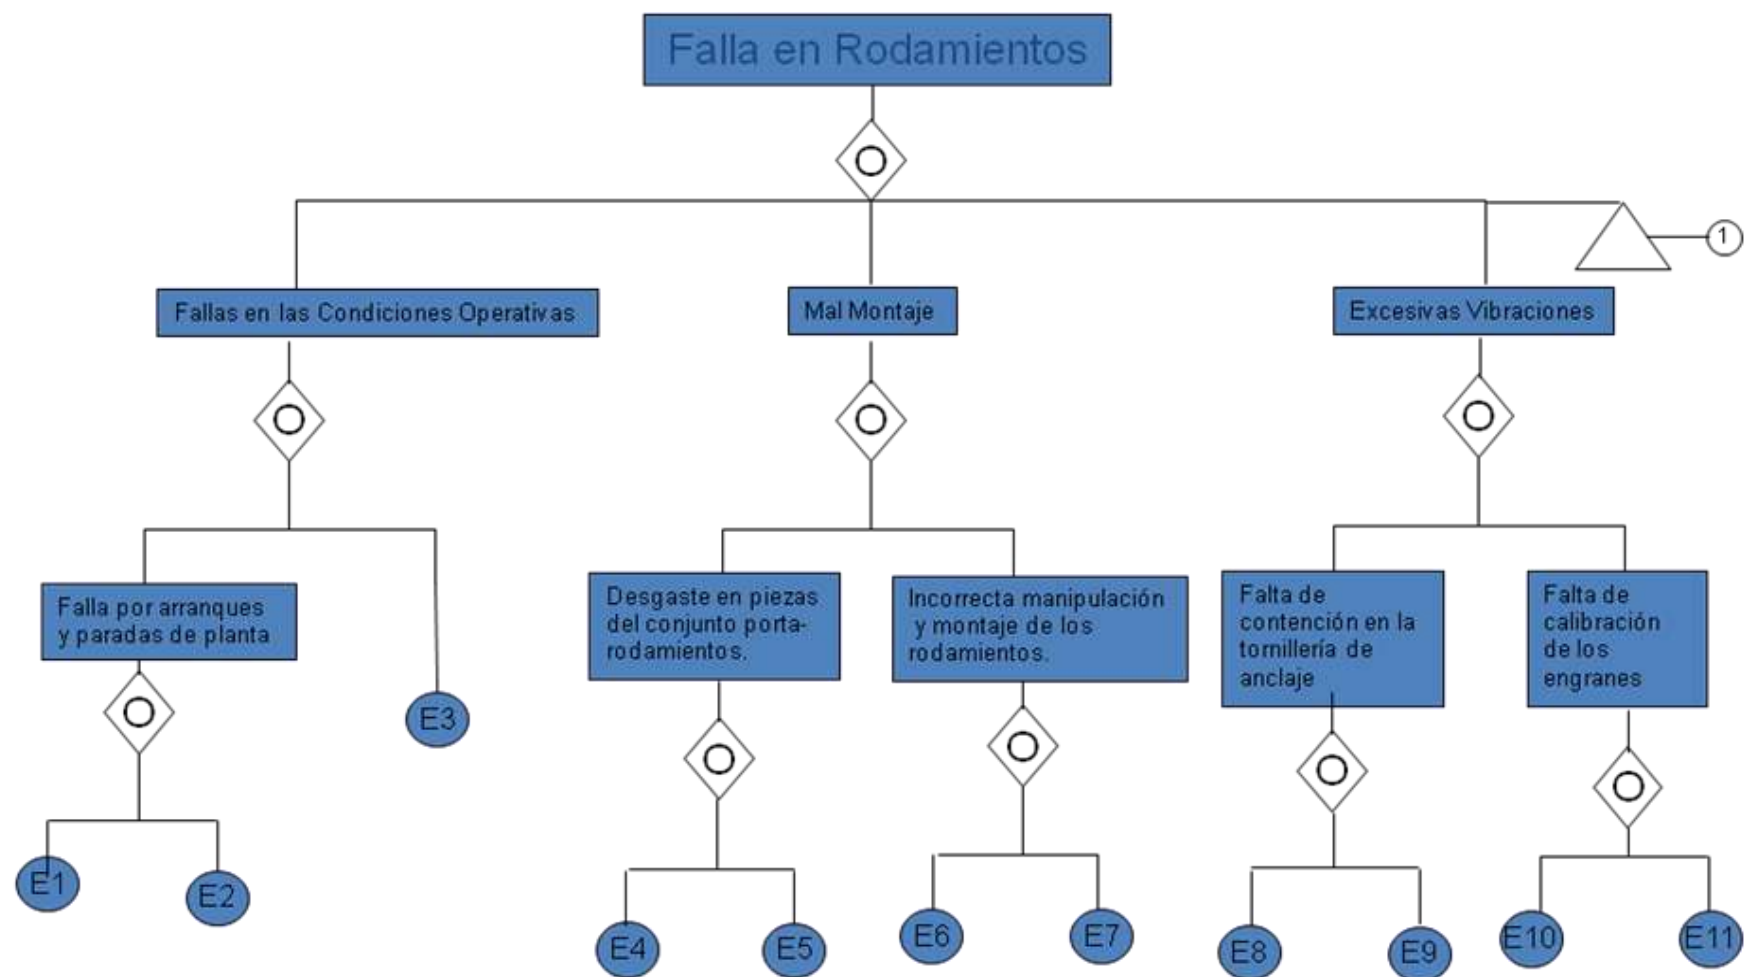 Falla en Rodamientos
1
Fallas en las Condiciones Operativas
Mal Montaje
Excesivas Vibraciones
Falla por arranques
y paradas de planta
E3
Desgaste en piezas
del conjunto porta-
rodamientos.
Incorrecta manipulación
y montaje de los
rodamientos.
Falta de
contención en la
tornillería de
anclaje
Falta de
calibración
de los
engranes
E1
E2
E4
E5
E6
E7
E8
E9
E10
E11